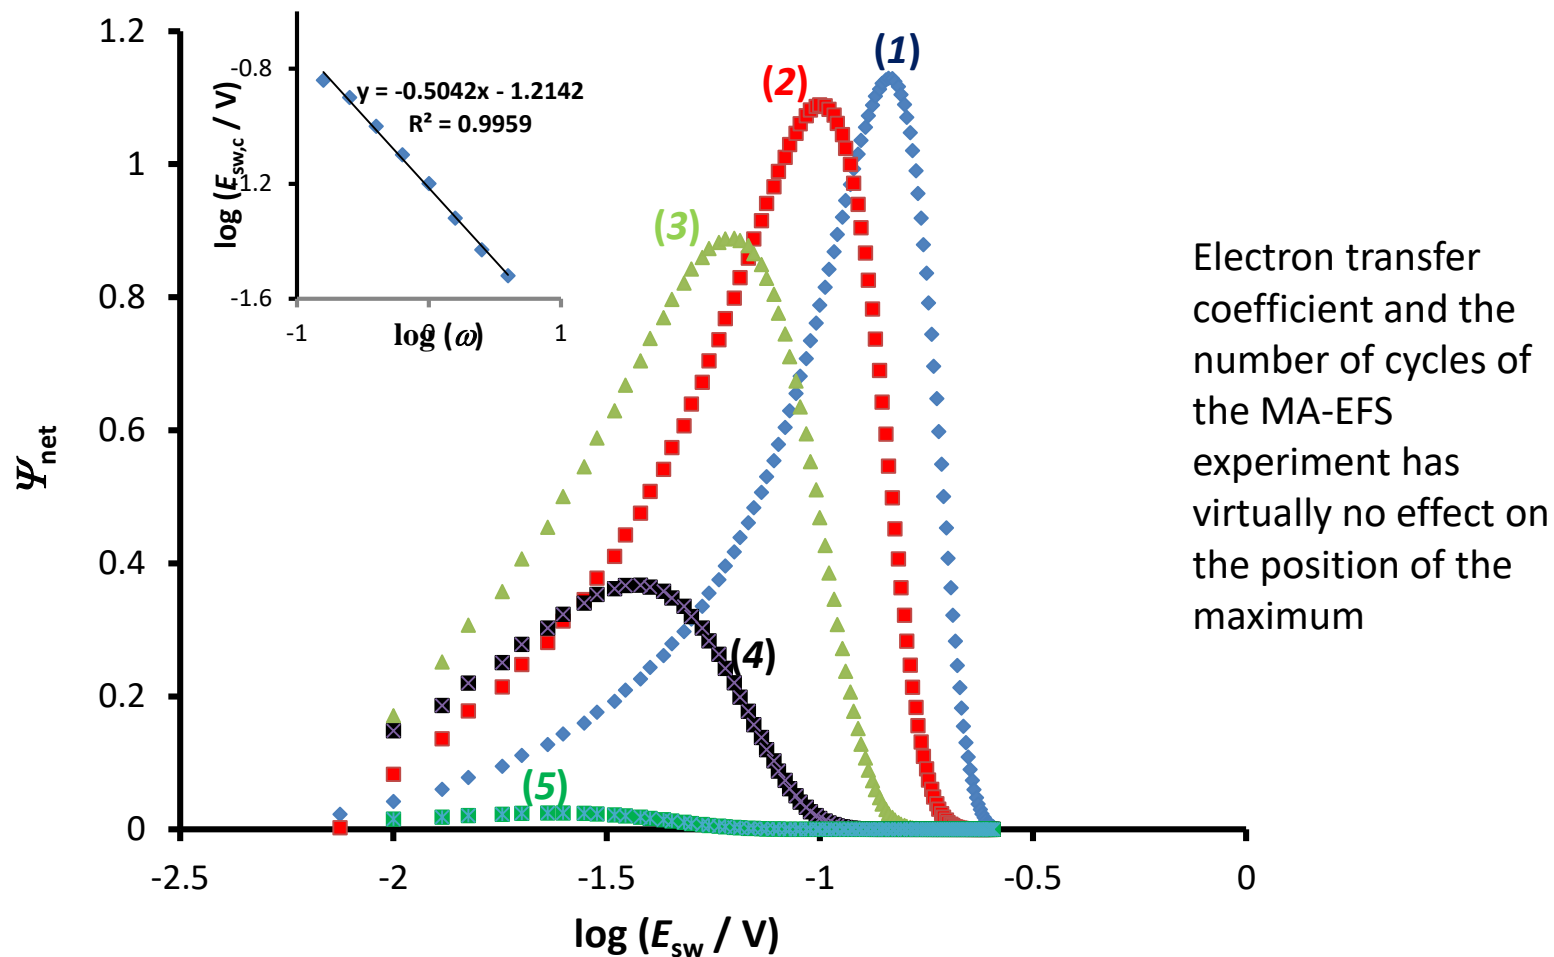 1.2
1
0.8
0.6
0.4
0.2
0
-2.5
-2
-1.5
-1
-0.5
0
Ψnet
log (Esw / V)
(1)
(2)
(3)
(4)
(5)
-0.8
-1.2
-1.6
-1
0
1
log (Esw,c / V)
log (ω)
y = -0.5042x - 1.2142
R² = 0.9959
Electron transfer
coefficient and the
number of cycles of
the MA-EFS
experiment has
virtually no effect on
the position of the
maximum